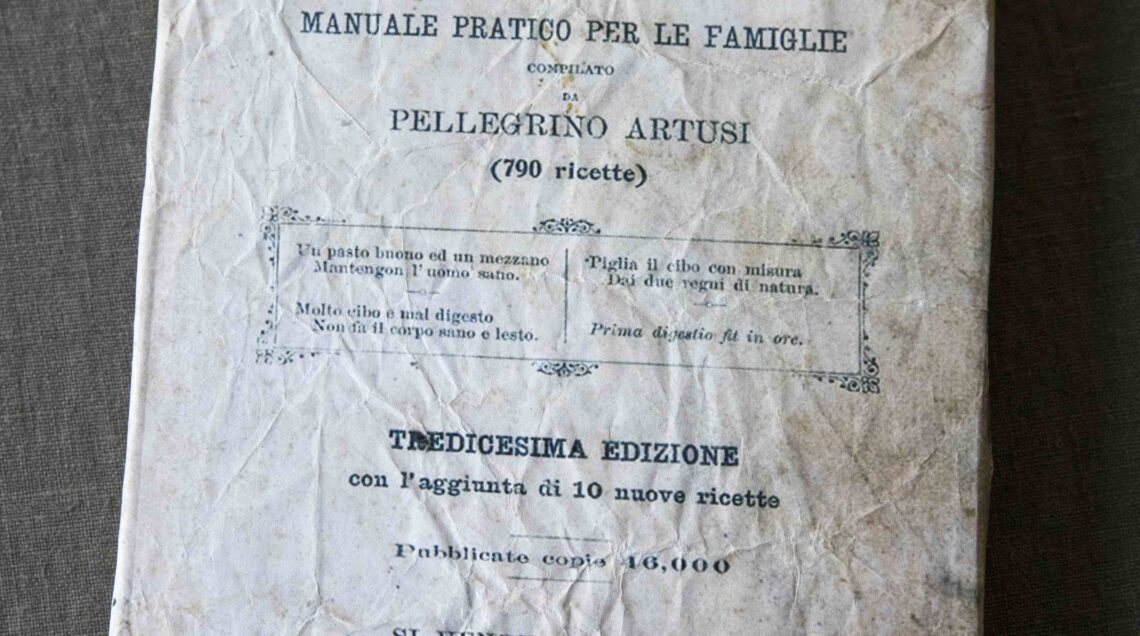 MANUALE PRATICO PER LE FAMIGLIE
COMPILATO
DA
PELLEGRINO ARTUSI
(790 ricette)
Un pasto buono ed un mezzano
Mantengon l'uomo sano.
Molto cibo e mal digesto
Non fa il corpo sano e lesto.
Piglia il cibo con misura
Dai due regni di natura.
Prima digestio fit in ore.
TREDICESIMA EDIZIONE
con l'aggiunta di 10 nuove ricette
Pubblicate copie 46,000
SI